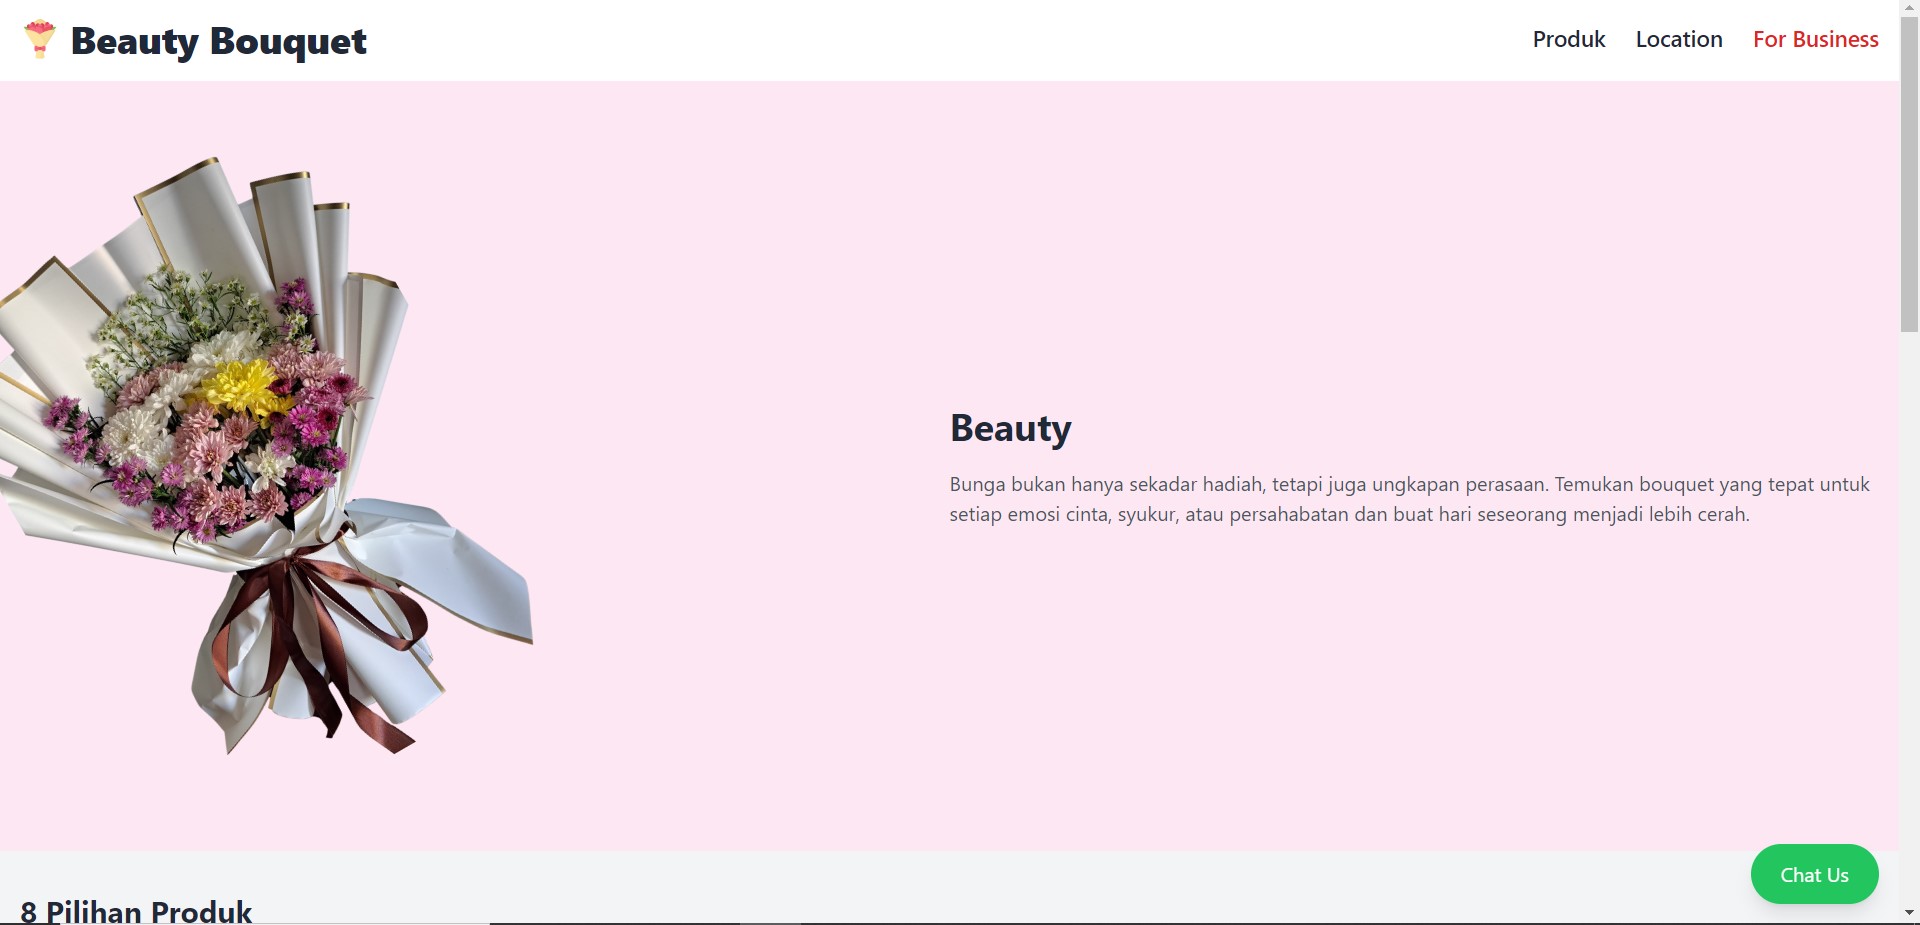 Beauty Bouquet
Produk Location For Business
Beauty
Bunga bukan hanya sekadar hadiah, tetapi juga ungkapan perasaan. Temukan bouquet yang tepat untuk
setiap emosi cinta, syukur, atau persahabatan dan buat hari seseorang menjadi lebih cerah.
Chat Us
8 Pilihan Produk